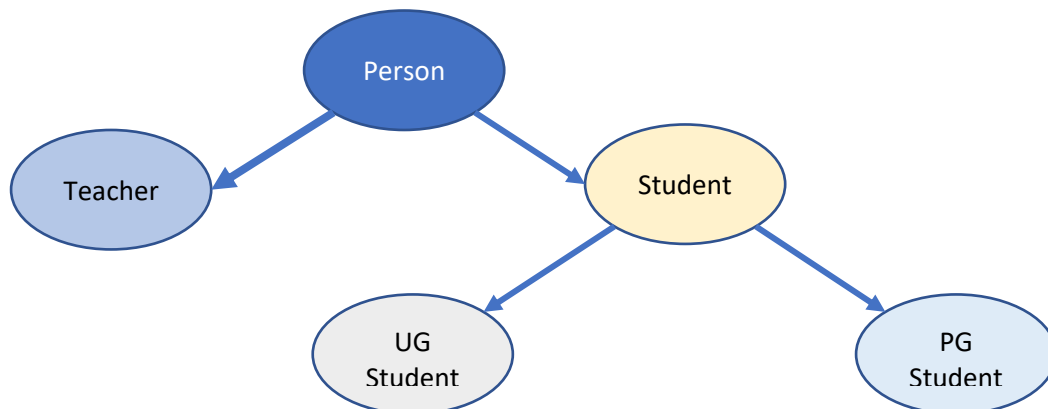 Person
Teacher
Student
UG
Student
PG
Student